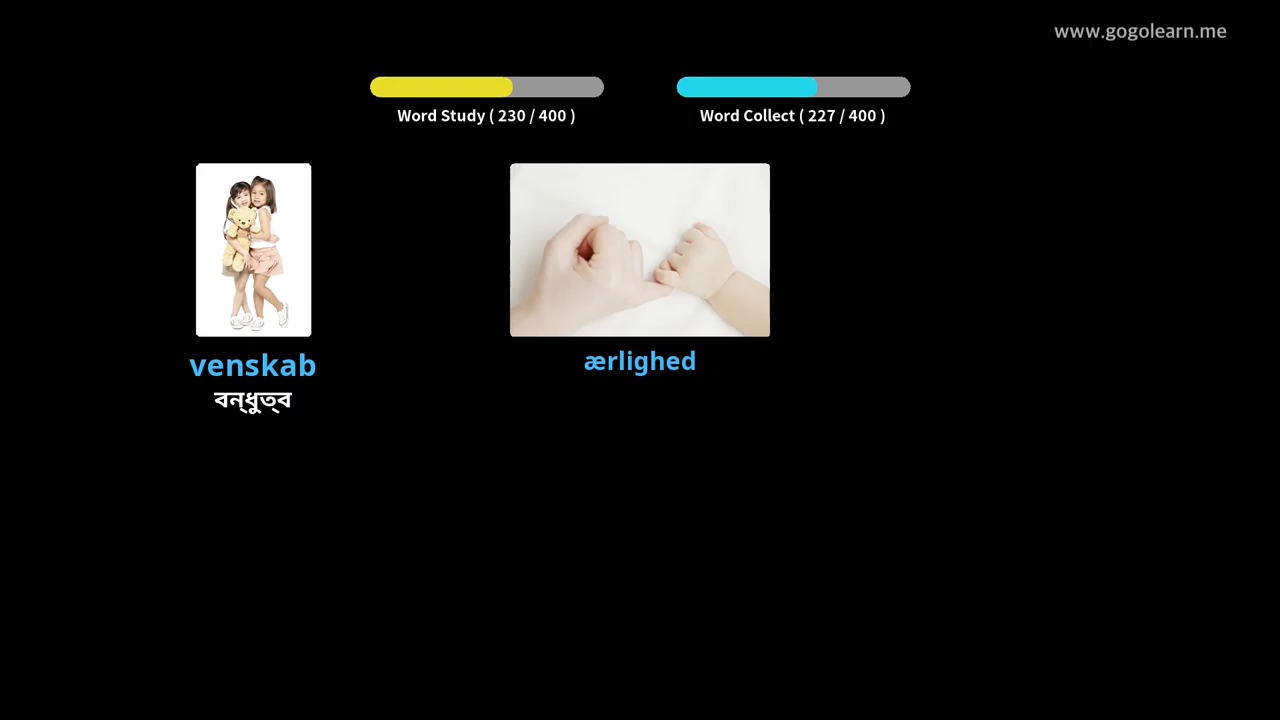 www.gogolearn.me
Word Study ( 230 / 400 )
Word Collect ( 227 / 400 )
venskab
বন্ধুত্ব
ærlighed